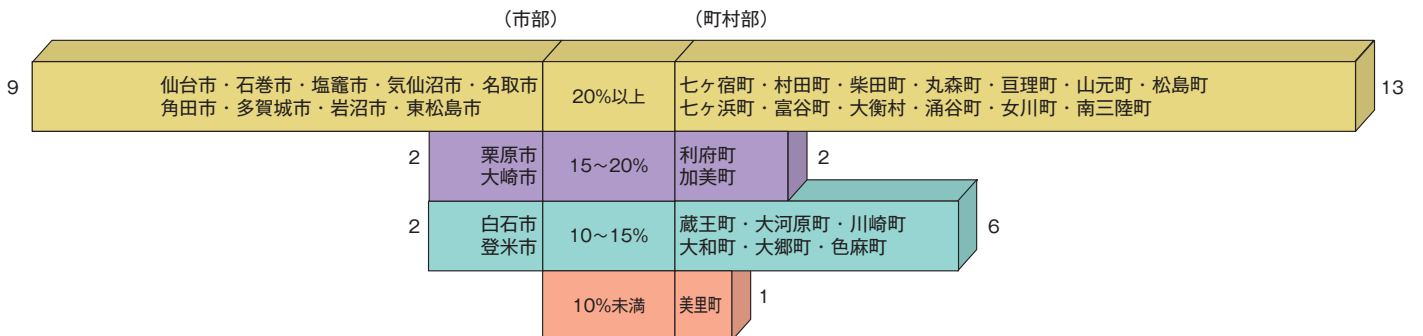 （市部）
（町村部）
9
仙台市・石巻市・塩竈市・気仙沼市・名取市
角田市・多賀城市・岩沼市・東松島市
20%以上
七ヶ宿町・村田町・柴田町・丸森町・亘理町・山元町・松島町
七ヶ浜町・富谷町・大衡村・涌谷町・女川町・南三陸町
13
2
栗原市
大崎市
15～20%
利府町
加美町
2
2
白石市
登米市
10～15%
蔵王町・大河原町・川崎町
大和町・大郷町・色麻町
6
10%未満
美里町
1